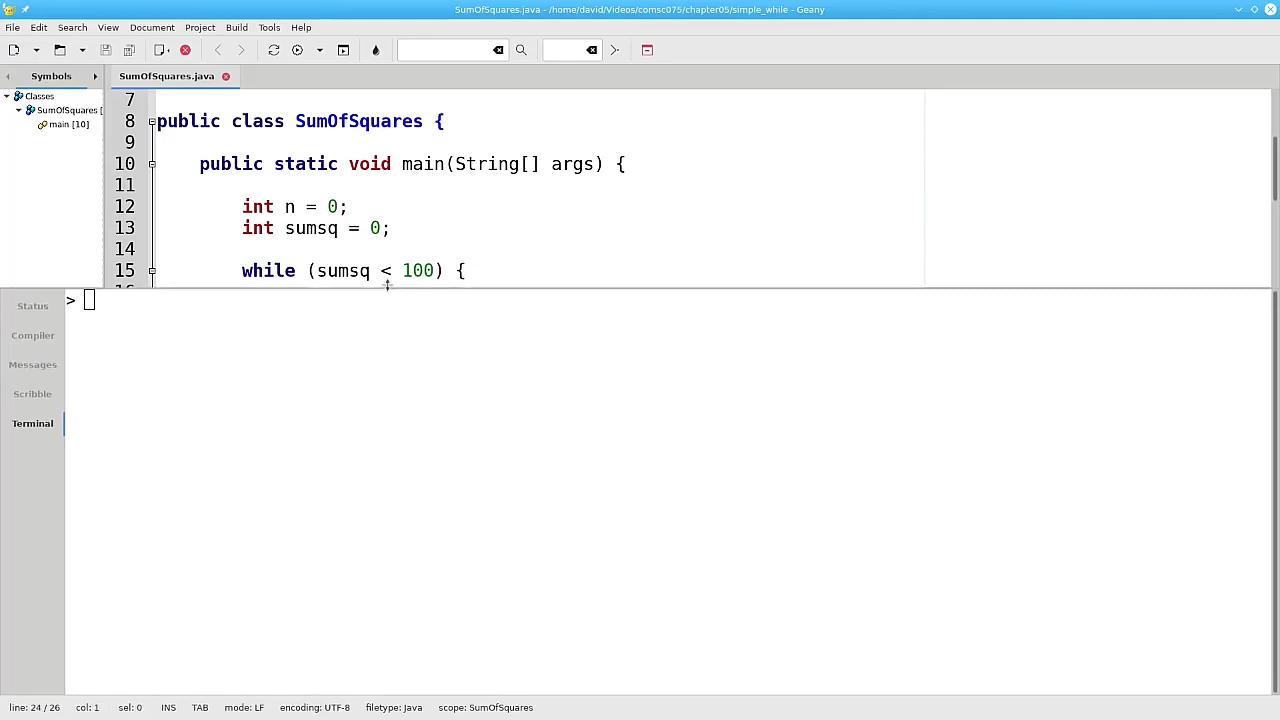 SumOfSquares.java - /home/david/Videos/comsc075/chapter05/simple_while - Geany
File Edit Search View Document Project Build Tools Help
Symbols SumOfSquares.java
Classes
SumOfSquares [
main [10]
7
8 public class SumOfSquares {
9
10 public static void main(String[] args) {
11
12 int n = 0;
13 int sumsq = 0;
14
15 while (sumsq < 100) {
>
Status
Compiler
Messages
Scribble
Terminal
line: 24 / 26 col: 1 sel: 0 INS TAB mode: LF encoding: UTF-8 filetype: Java scope: SumOfSquares